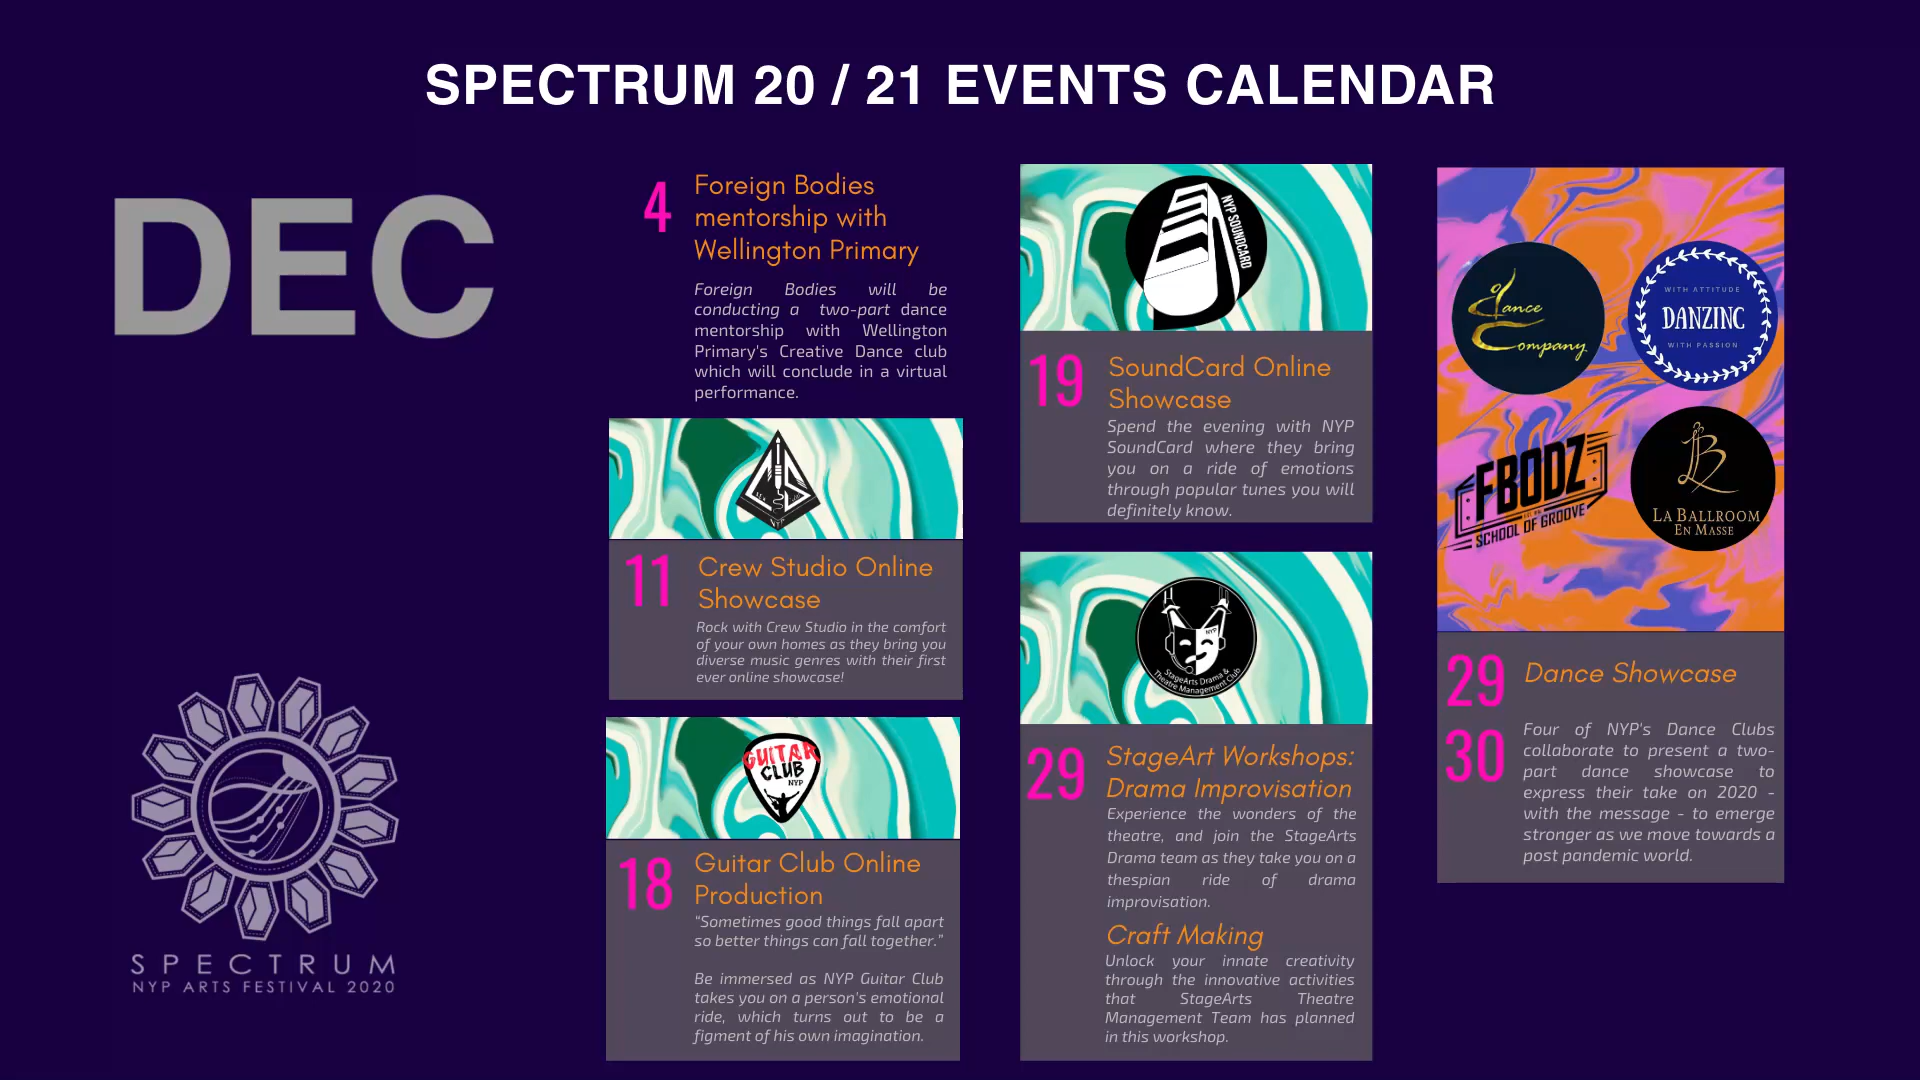 SPECTRUM 20 / 21 EVENTS CALENDAR
DEC
SPECTRUM
NYP ARTS FESTIVAL 2020
4
Foreign Bodies
mentorship with
Wellington Primary
Foreign Bodies will be
conducting a two-part dance
mentorship with Wellington
Primary's Creative Dance club
which will conclude in a virtual
performance.
NYP
11
Crew Studio Online
Showcase
Rock with Crew Studio in the comfort
of your own homes as they bring you
diverse music genres with their first
ever online showcase!
GUITAR
CLUB
NYP
18
Guitar Club Online
Production
“Sometimes good things fall apart
so better things can fall together.”
Be immersed as NYP Guitar Club
takes you on a person's emotional
ride, which turns out to be a
figment of his own imagination.
NYP SOUNDCARD
19
SoundCard Online
Showcase
Spend the evening with NYP
SoundCard where they bring
you on a ride of emotions
through popular tunes you will
definitely know.
NYP
StageArts Drama &
Theatre Management Club
29
StageArt Workshops:
Drama Improvisation
Experience the wonders of the
theatre, and join the StageArts
Drama team as they take you on a
thespian ride of drama
improvisation.
Craft Making
Unlock your innate creativity
through the innovative activities
that StageArts Theatre
Management Team has planned
in this workshop.
dance
Company
WITH ATTITUDE
DANZINC
WITH PASSION
FBODZ
SCHOOL OF GROOVE
LB
LA BALLROOM
EN MASSE
29
30
Dance Showcase
Four of NYP's Dance Clubs
collaborate to present a two-
part dance showcase to
express their take on 2020 -
with the message - to emerge
stronger as we move towards a
post pandemic world.